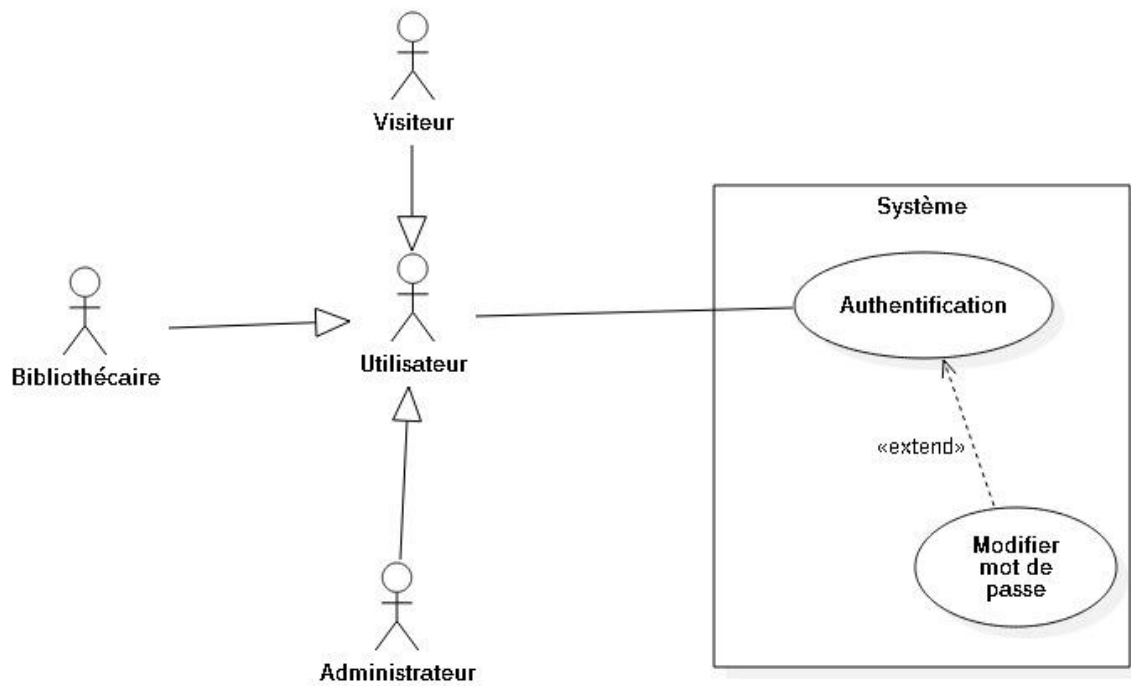 Visiteur
Système
Authentification
Utilisateur
Bibliothécaire
«extend»
Modifier
mot de
passe
Administrateur